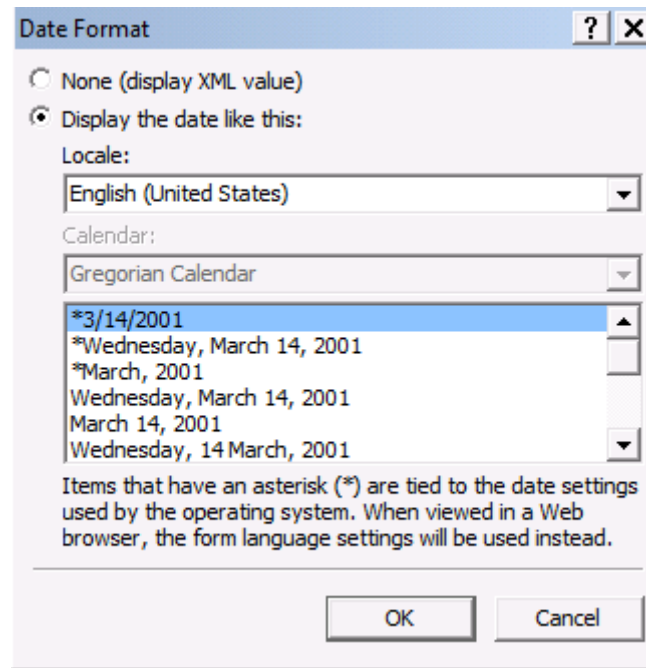 Date Format
None (display XML value)
Display the date like this:
Locale:
English (United States)
Calendar:
Gregorian Calendar
*3/14/2001
*Wednesday, March 14, 2001
*March, 2001
Wednesday, March 14, 2001
March 14, 2001
Wednesday, 14 March, 2001
Items that have an asterisk (*) are tied to the date settings
used by the operating system. When viewed in a Web
browser, the form language settings will be used instead.
OK Cancel